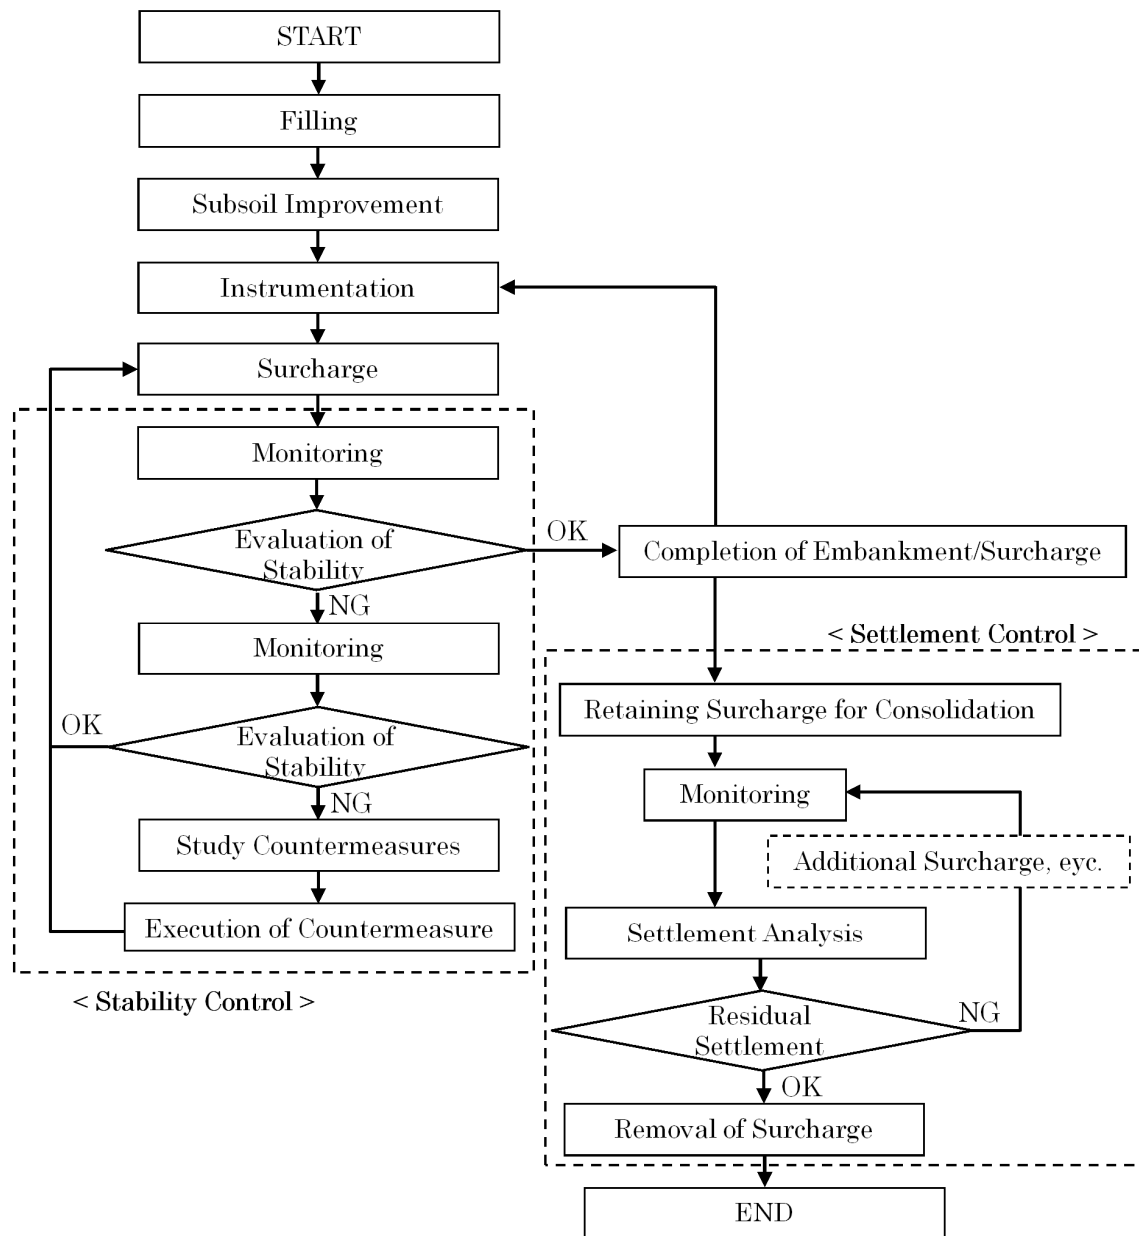 START
Filling
Subsoil Improvement
Instrumentation
Surcharge
Monitoring
Evaluation of
Stability
OK
Completion of Embankment/Surcharge
NG
Monitoring
OK
Evaluation of
Stability
NG
Study Countermeasures
Execution of Countermeasure
< Stability Control >
< Settlement Control >
Retaining Surcharge for Consolidation
Monitoring
Additional Surcharge, eyc.
Settlement Analysis
Residual
Settlement
NG
OK
Removal of Surcharge
END